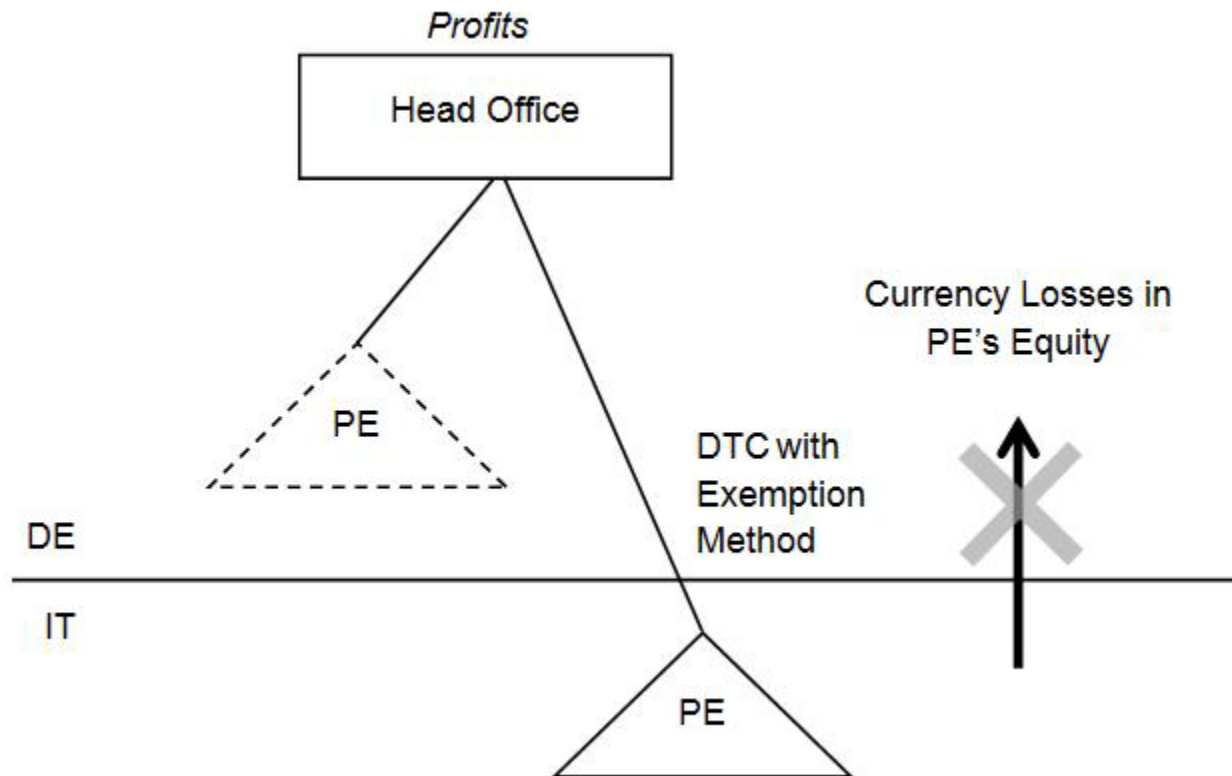 Profits
Head Office
Currency Losses in
PE's Equity
PE
DTC with
Exemption
Method
DE
IT
PE